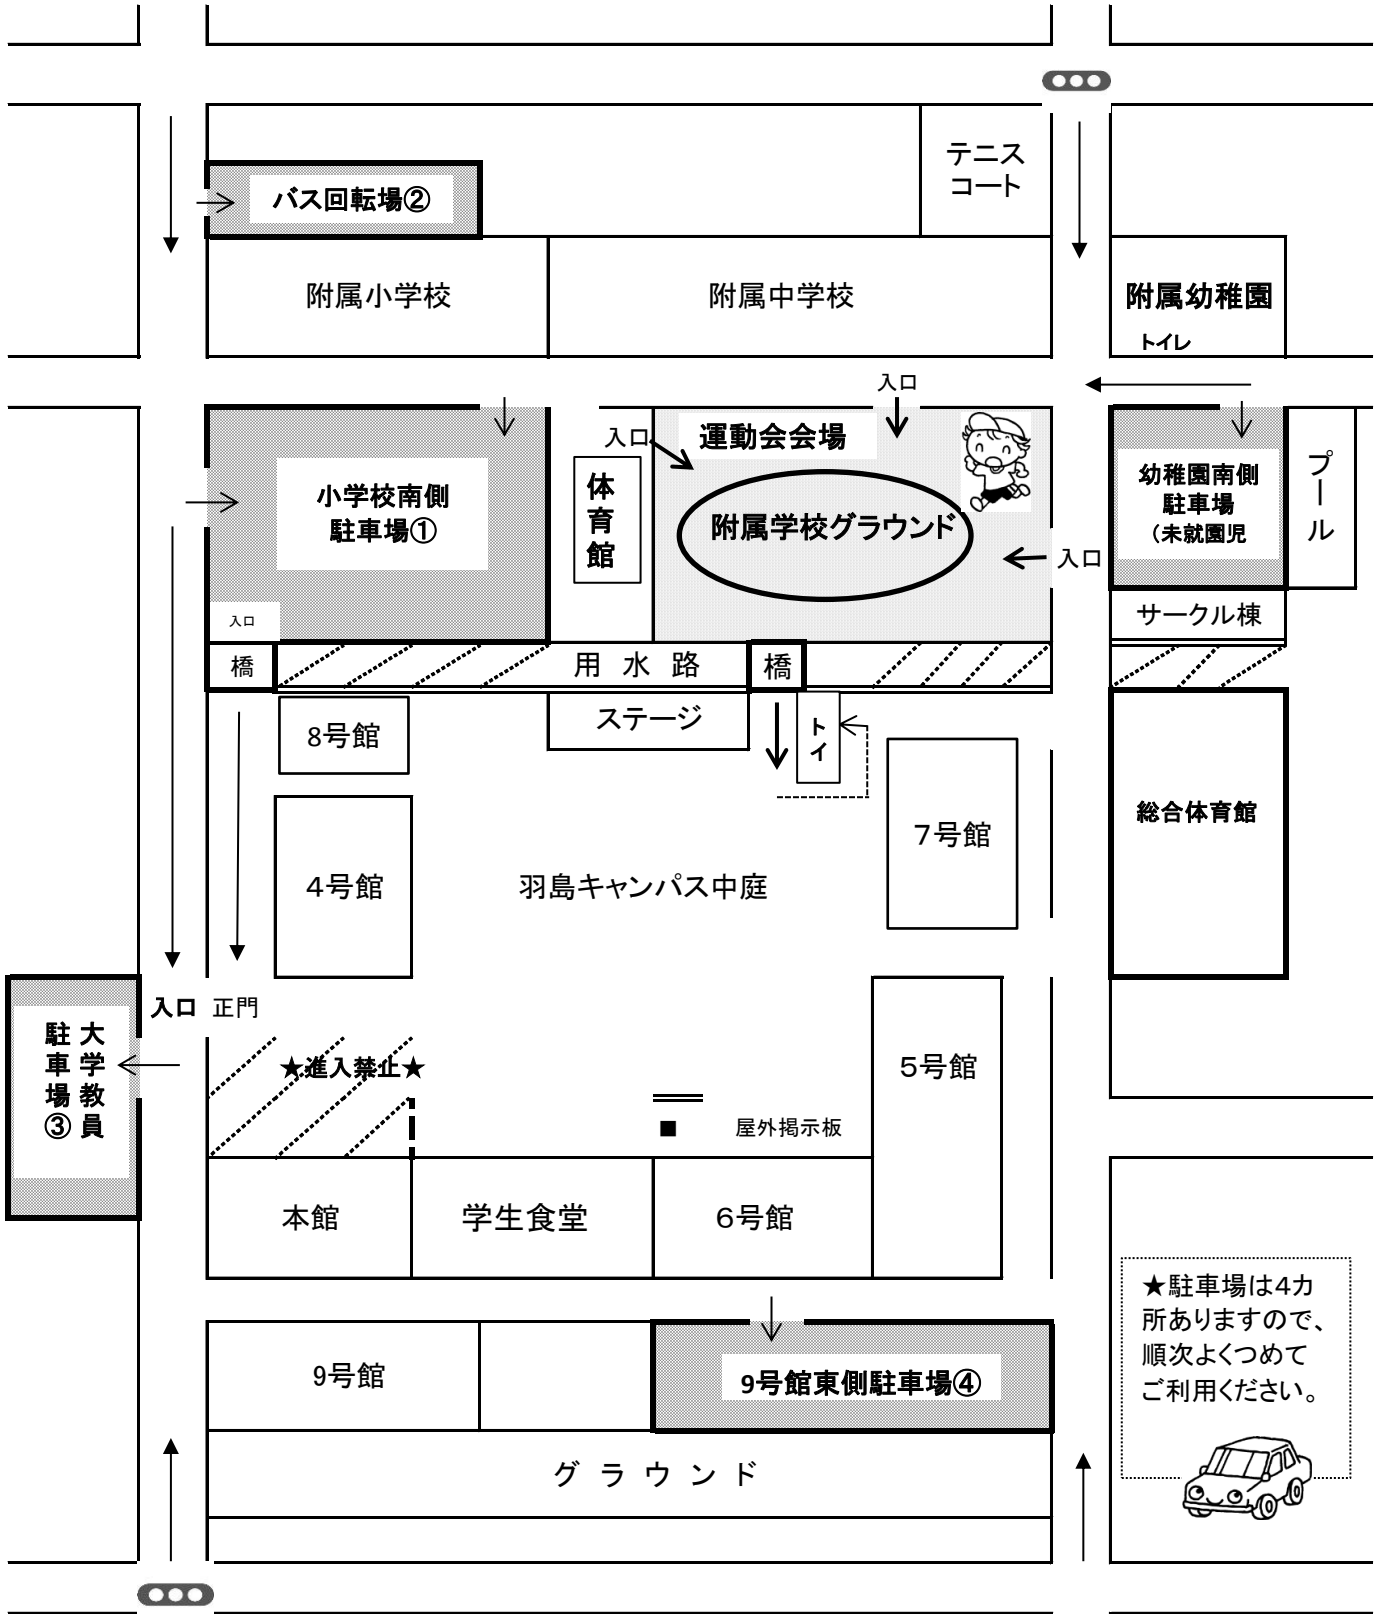 テニス
コート
バス回転場②
附属小学校
附属中学校
附属幼稚園
トイレ
入口
入口
運動会会場
体育館
小学校南側
駐車場①
附属学校グラウンド
幼稚園南側
駐車場
（未就園児
プール
入口
入口
サークル棟
橋
用水路
橋
8号館
ステージ
トイ
7号館
総合体育館
4号館
羽島キャンパス中庭
入口 正門
大学教員
駐車場③
★進入禁止★
5号館
屋外掲示板
本館
学生食堂
6号館
★駐車場は4カ
所ありますので、
順次よくつめて
ご利用ください。
9号館
9号館東側駐車場④
グラウンド